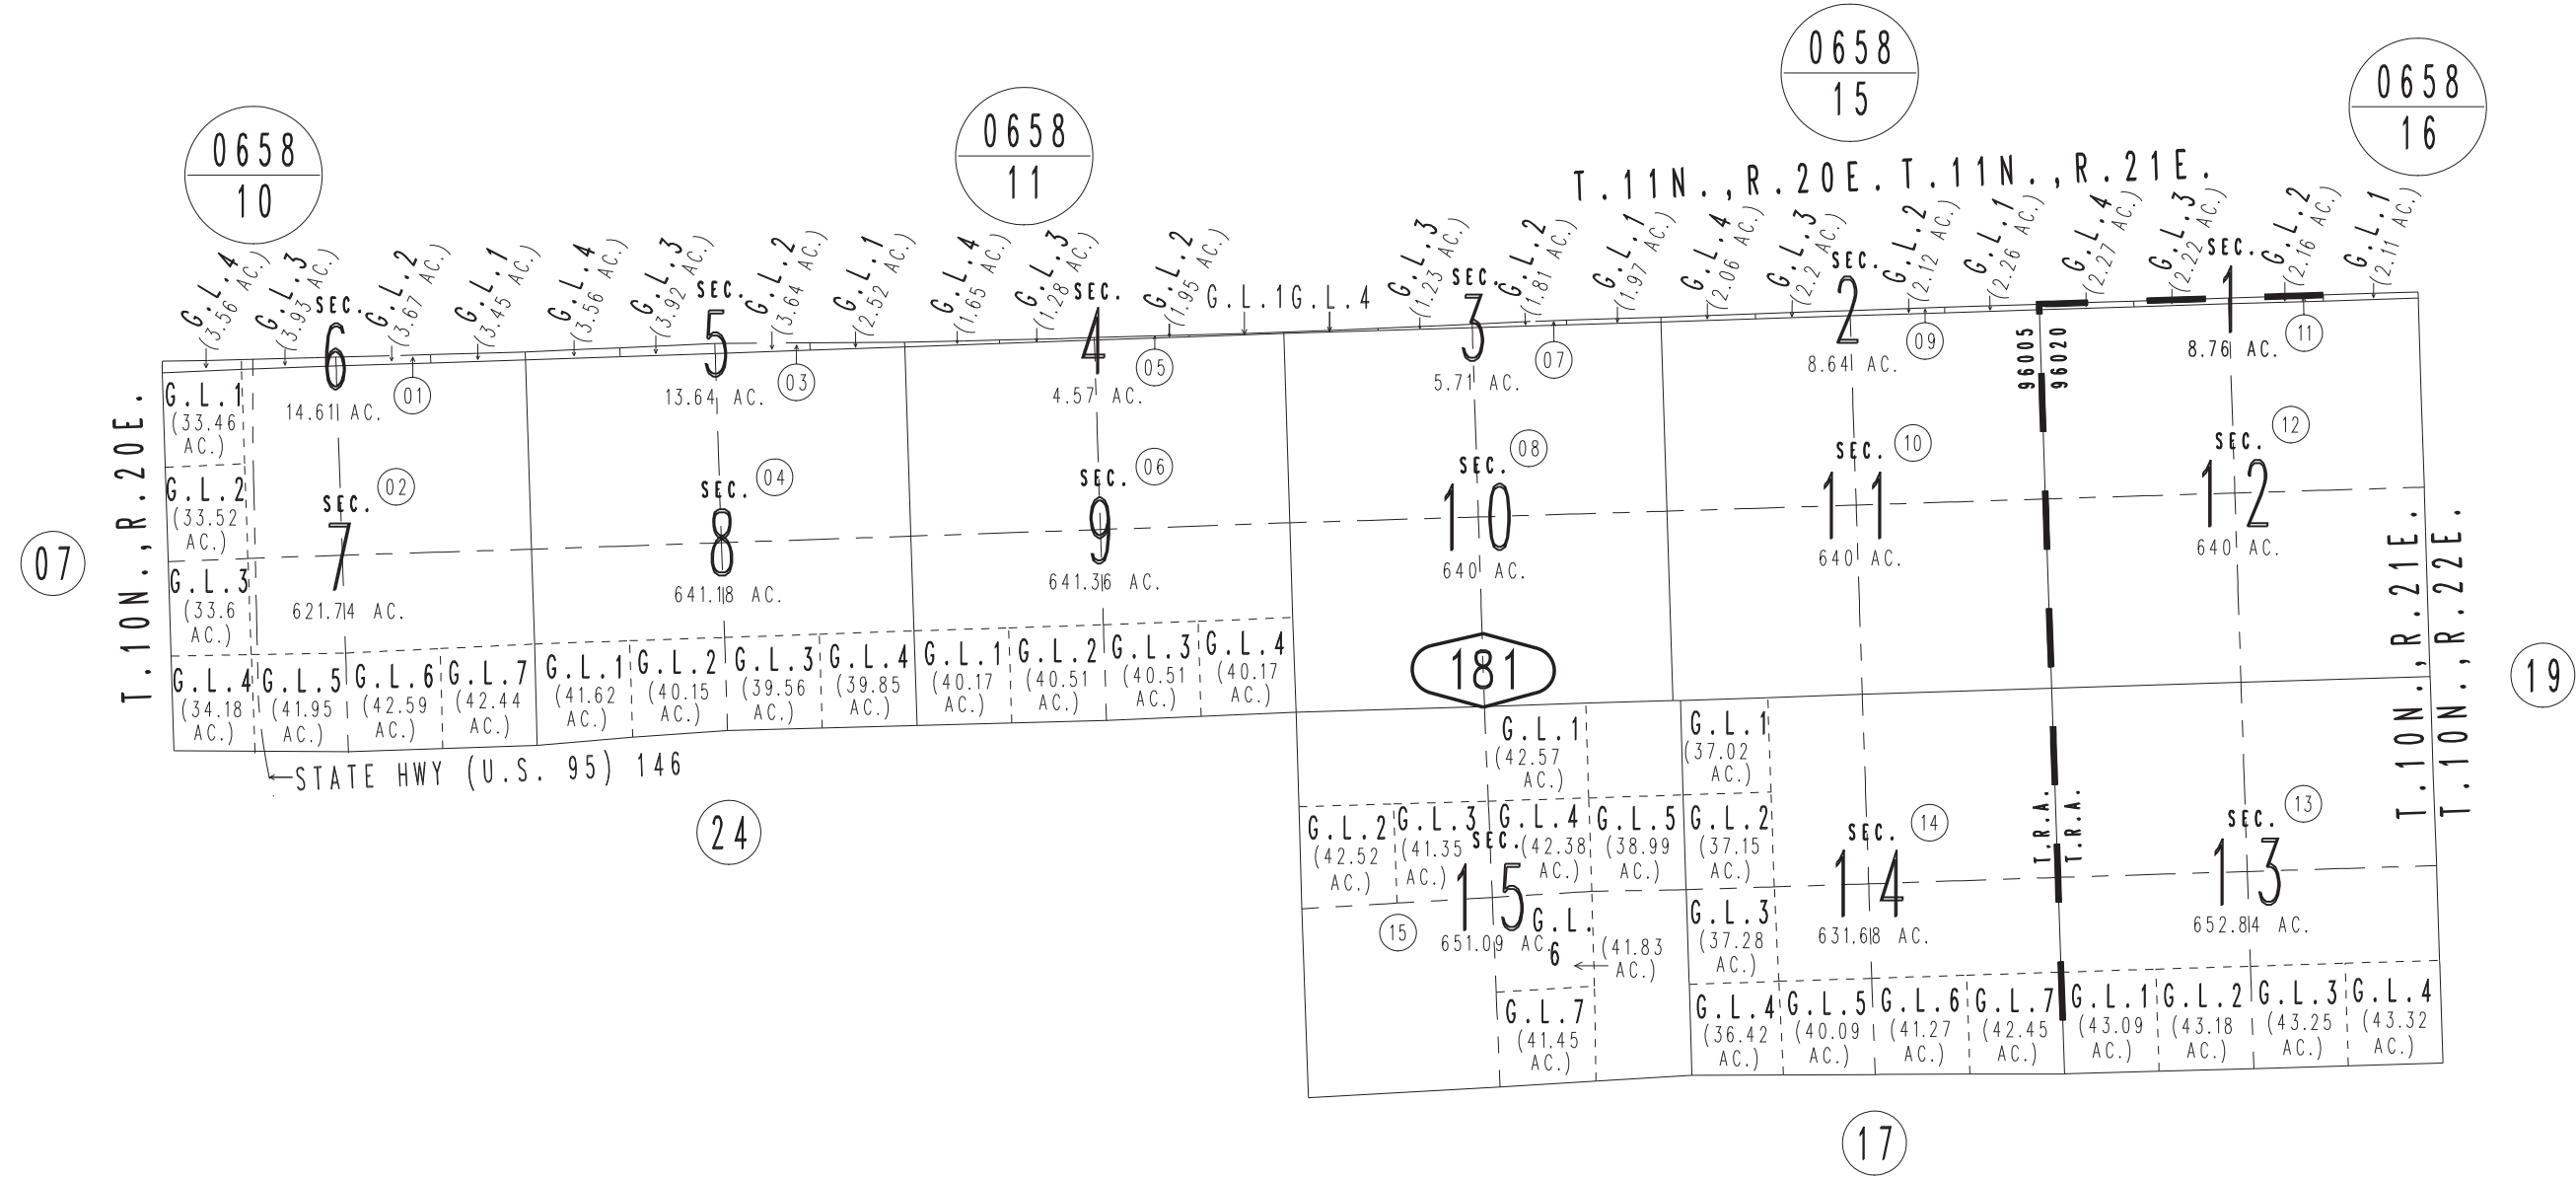 0658
10
0658
11
0658
15
0658
16
T.11N.,R.20E. T.11N.,R.21E.
G.L.4
(3.56 AC.)
G.L.3
(3.93 AC.)
SEC.
6
G.L.2
(3.67 AC.)
G.L.1
(3.45 AC.)
G.L.4
(3.56 AC.)
G.L.3
(3.92 AC.)
SEC.
5
G.L.2
(3.64 AC.)
G.L.1
(2.52 AC.)
G.L.4
(1.65 AC.)
G.L.3
(1.28 AC.)
SEC.
4
G.L.2
(1.95 AC.)
G.L.1
G.L.4
G.L.3
(1.23 AC.)
SEC.
3
G.L.2
(1.81 AC.)
G.L.1
(1.97 AC.)
G.L.4
(2.06 AC.)
G.L.3
(2.2 AC.)
SEC.
2
G.L.2
(2.12 AC.)
G.L.1
(2.26 AC.)
G.L.4
(2.27 AC.)
G.L.3
(2.22 AC.)
SEC.
1
G.L.2
(2.16 AC.)
G.L.1
(2.11 AC.)
14.61 AC.
01
13.64 AC.
03
4.57 AC.
05
5.71 AC.
07
8.64 AC.
09
96005
96020
8.76 AC.
11
T.10N.,R.20E.
07
G.L.1
(33.46
AC.)
G.L.2
(33.52
AC.)
G.L.3
(33.6
AC.)
G.L.4
(34.18
AC.)
SEC.
02
7
621.74 AC.
G.L.5
(41.95
AC.)
G.L.6
(42.59
AC.)
G.L.7
(42.44
AC.)
SEC.
04
8
641.18 AC.
G.L.1
(41.62
AC.)
G.L.2
(40.15
AC.)
G.L.3
(39.56
AC.)
G.L.4
(39.85
AC.)
SEC.
06
9
641.36 AC.
G.L.1
(40.17
AC.)
G.L.2
(40.51
AC.)
G.L.3
(40.51
AC.)
G.L.4
(40.17
AC.)
SEC.
08
10
640 AC.
181
SEC.
10
11
640 AC.
SEC.
12
12
640 AC.
T.10N.,R.21E.
T.10N.,R.22E.
19
STATE HWY (U.S. 95) 146
24
G.L.1
(42.57
AC.)
G.L.2
(42.52
AC.)
G.L.3
(41.35
AC.)
G.L.4
(42.38
AC.)
G.L.5
(38.99
AC.)
SEC.
15
15
651.09 AC.
G.L.
6
(41.83
AC.)
G.L.7
(41.45
AC.)
G.L.1
(37.02
AC.)
G.L.2
(37.15
AC.)
G.L.3
(37.28
AC.)
G.L.4
(36.42
AC.)
SEC.
14
14
631.68 AC.
G.L.5
(40.09
AC.)
G.L.6
(41.27
AC.)
G.L.7
(42.45
AC.)
T.R.A.
T.R.A.
SEC.
13
13
652.84 AC.
G.L.1
(43.09
AC.)
G.L.2
(43.18
AC.)
G.L.3
(43.25
AC.)
G.L.4
(43.32
AC.)
17